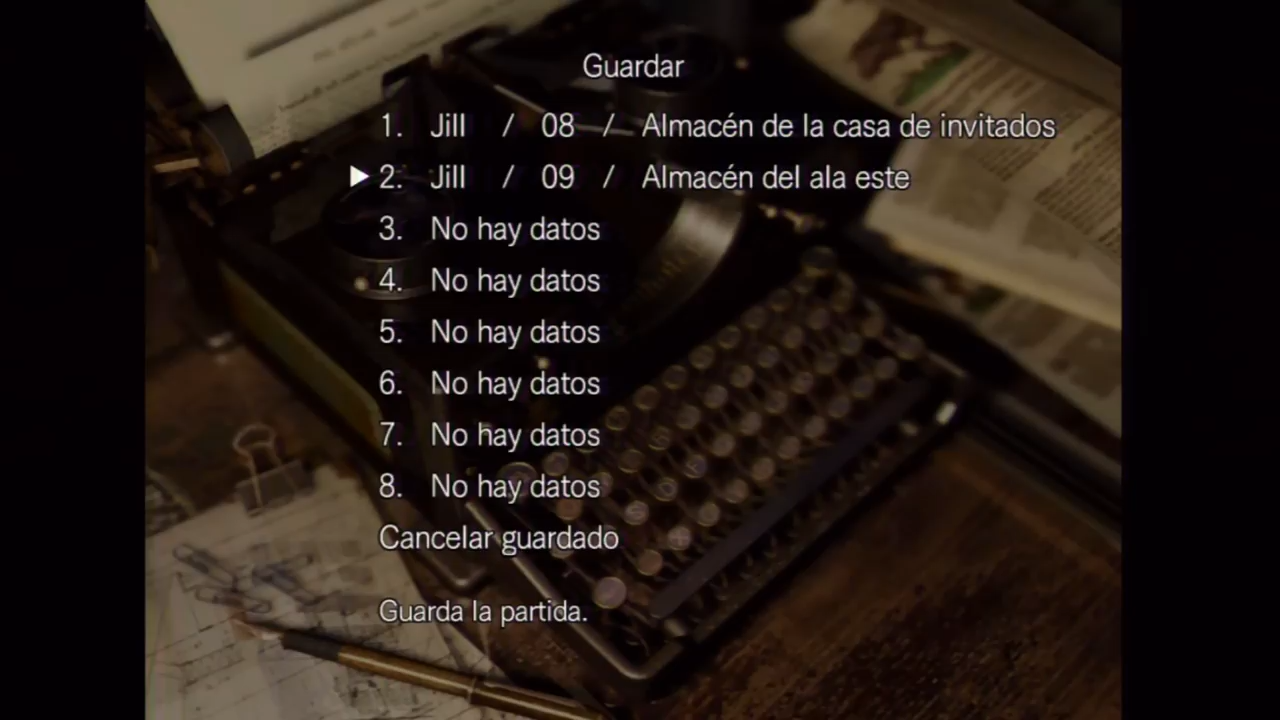 Guardar
1. Jill / 08 / Almacén de la casa de invitados
2. Jill / 09 / Almacén del ala este
3. No hay datos
4. No hay datos
5. No hay datos
6. No hay datos
7. No hay datos
8. No hay datos
Cancelar guardado
Guarda la partida.